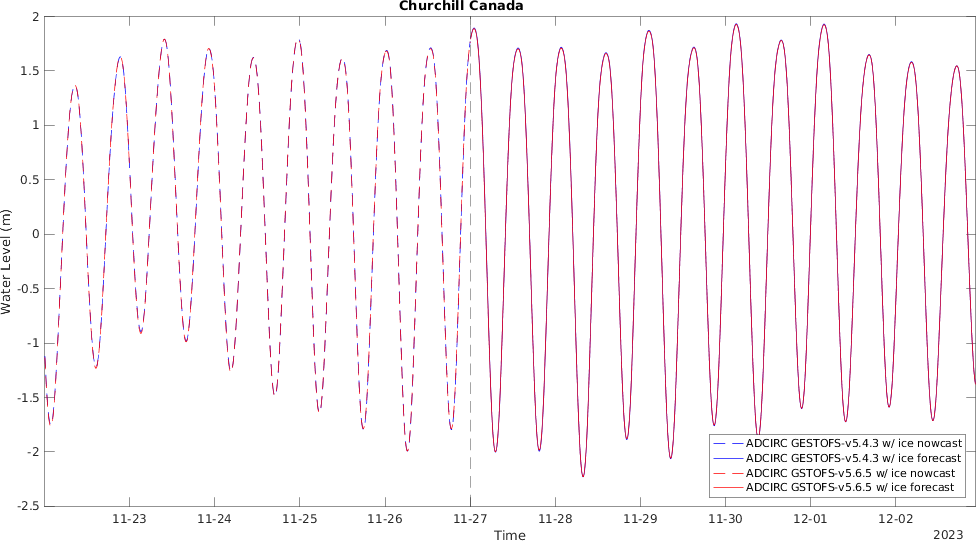 Churchill Canada
2
1.5
1
0.5
0
-0.5
-1
-1.5
-2
-2.5
Water Level (m)
11-23 11-24 11-25 11-26 11-27 11-28 11-29 11-30 12-01 12-02
Time
2023
ADCIRC GESTOFS-v5.4.3 w/ ice nowcast
ADCIRC GESTOFS-v5.4.3 w/ ice forecast
ADCIRC GSTOFS-v5.6.5 w/ ice nowcast
ADCIRC GSTOFS-v5.6.5 w/ ice forecast